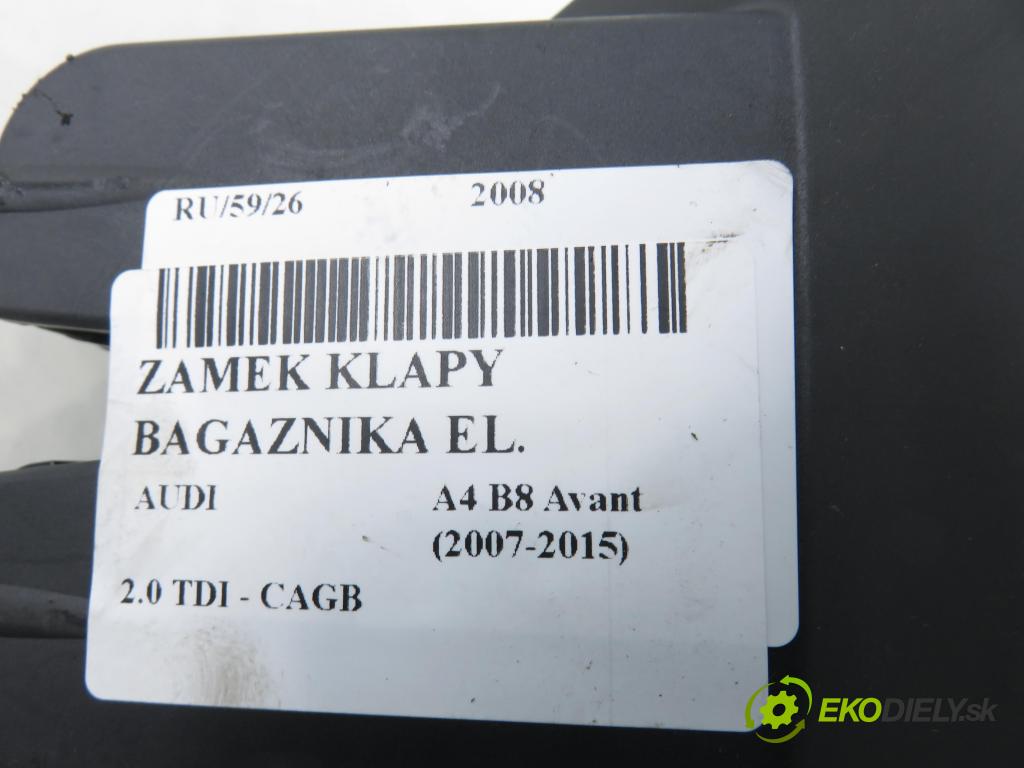 RU/59/26 2008
ZAMEK KLAPY
BAGAZNIKA EL.
AUDI A4 B8 Avant
(2007-2015)
2.0 TDI - CAGB
EKODIELY.sk